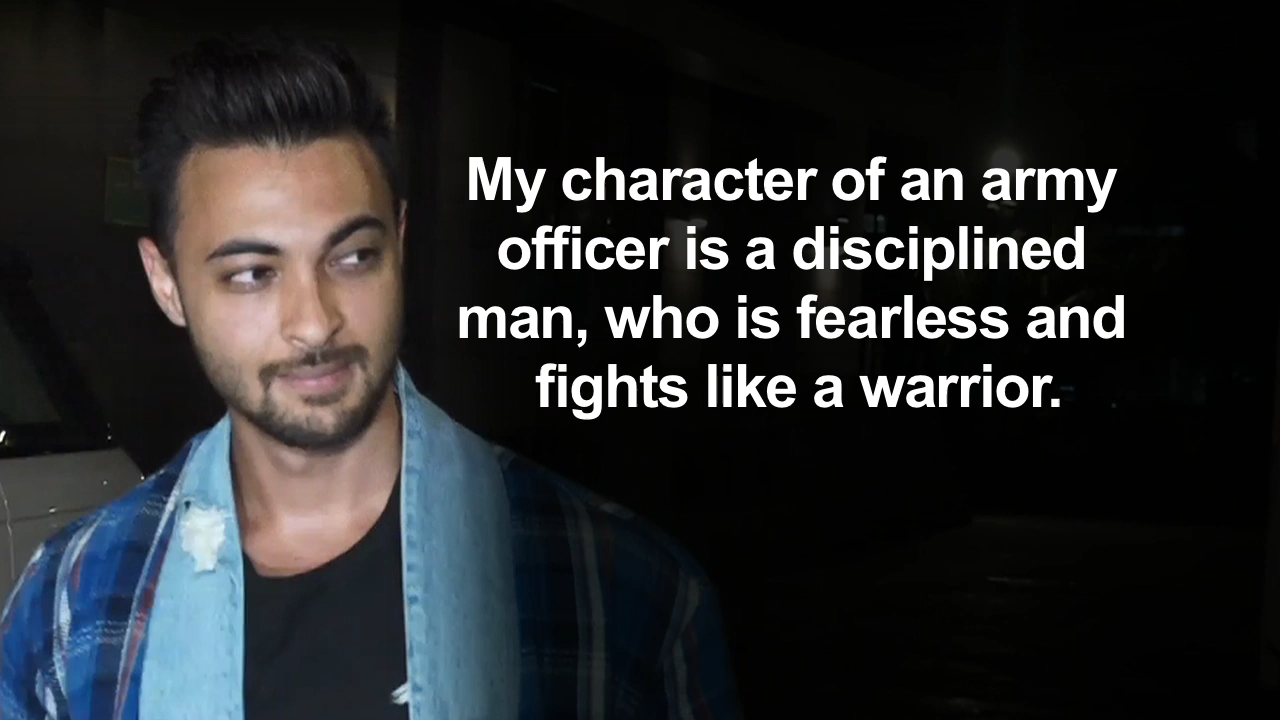 My character of an army
officer is a disciplined
man, who is fearless and
fights like a warrior.